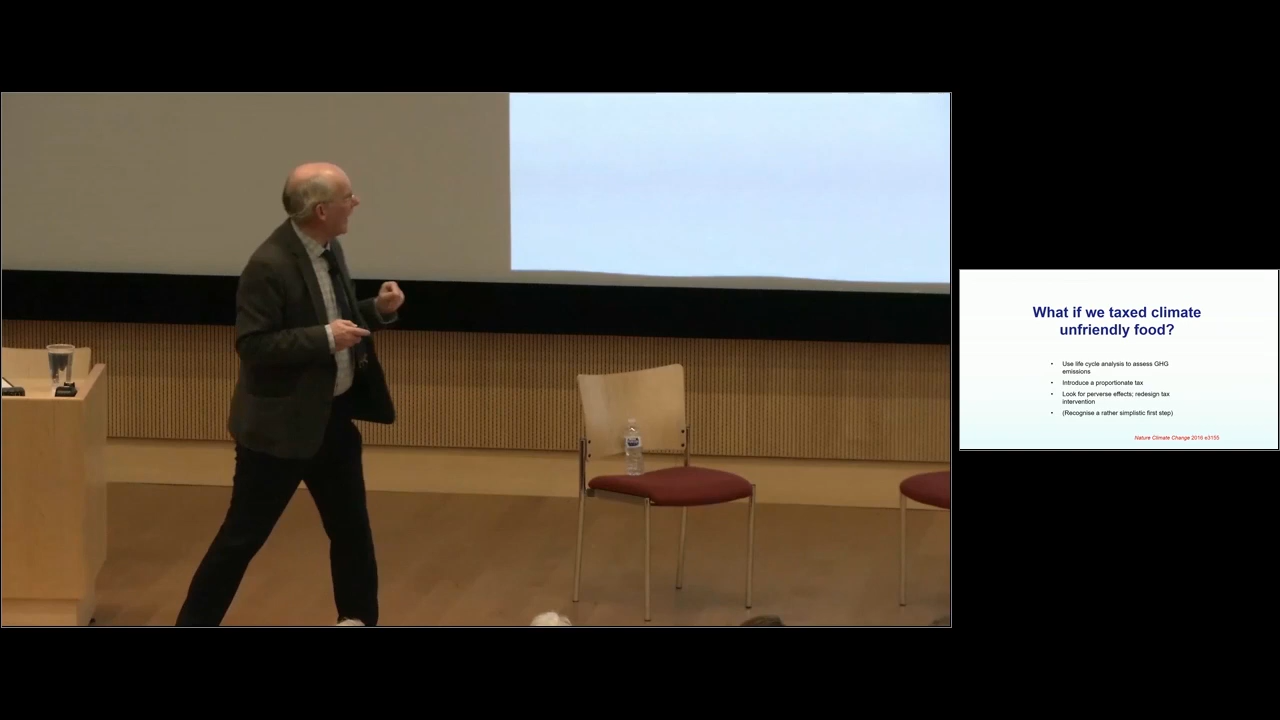 What if we taxed climate
unfriendly food?
• Use life cycle analysis to assess GHG
emissions
• Introduce a proportionate tax
• Look for perverse effects; redesign tax
intervention
• (Recognise a rather simplistic first step)
Nature Climate Change 2016 e3155